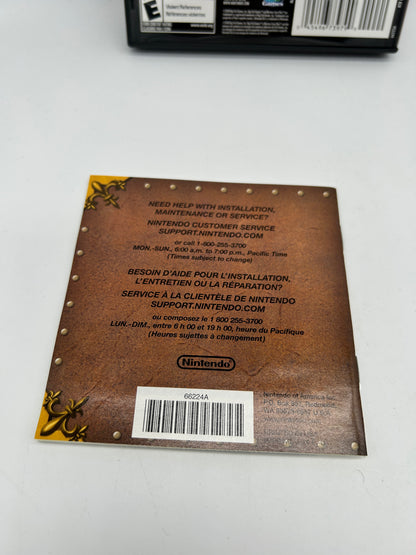 E
NEED HELP WITH INSTALLATION,
MAINTENANCE OR SERVICE?
NINTENDO CUSTOMER SERVICE
SUPPORT.NINTENDO.COM
or call 1-800-255-3700
MON.-SUN., 6:00 a.m. to 7:00 p.m., Pacific Time
(Times subject to change)
BESOIN D'AIDE POUR L'INSTALLATION,
L'ENTRETIEN OU LA RÉPARATION?
SERVICE À LA CLIENTÈLE DE NINTENDO
SUPPORT.NINTENDO.COM
ou composez le 1 800 255-3700
LUN.-DIM., entre 6 h 00 et 19 h 00, heure du Pacifique
(Heures sujettes à changement)
Nintendo
66224A
Nintendo of America Inc.
P.O. Box 957, Redmond,